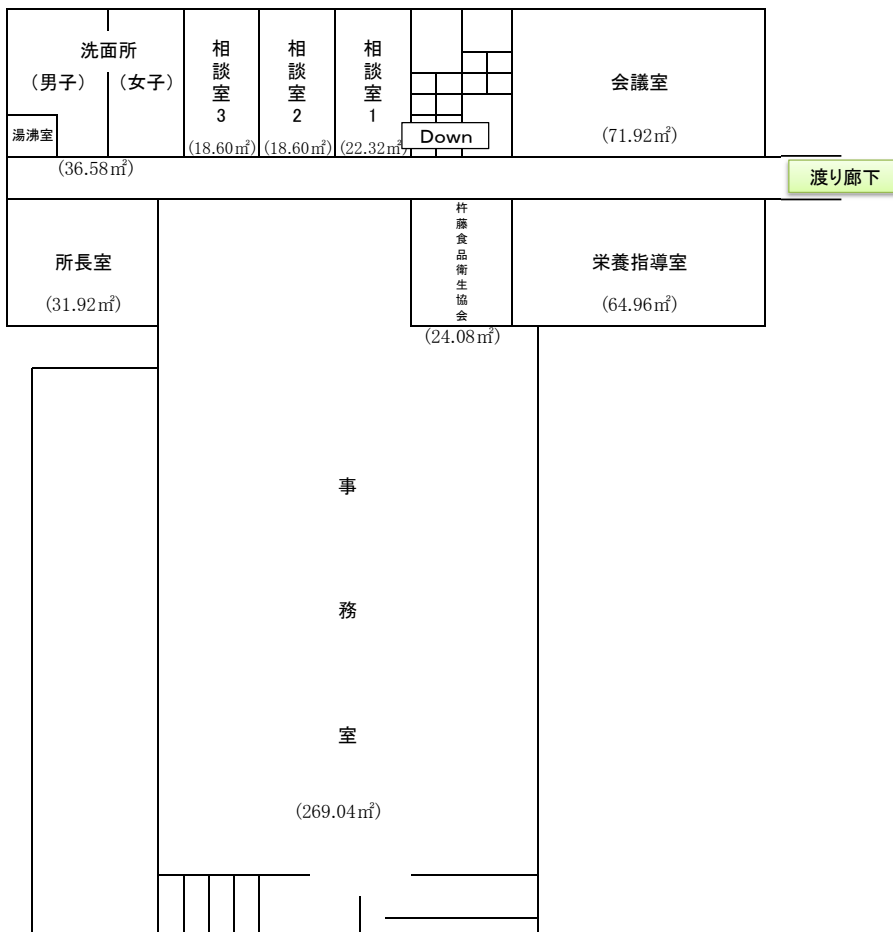 洗面所
（男子）
（女子）
湯沸室
(36.58㎡)
相談室3
(18.60㎡)
相談室2
(18.60㎡)
相談室1
(22.32㎡)
Down
会議室
(71.92㎡)
渡り廊下
所長室
(31.92㎡)
杵藤食品衛生協会
(24.08㎡)
栄養指導室
(64.96㎡)
事務室
(269.04㎡)